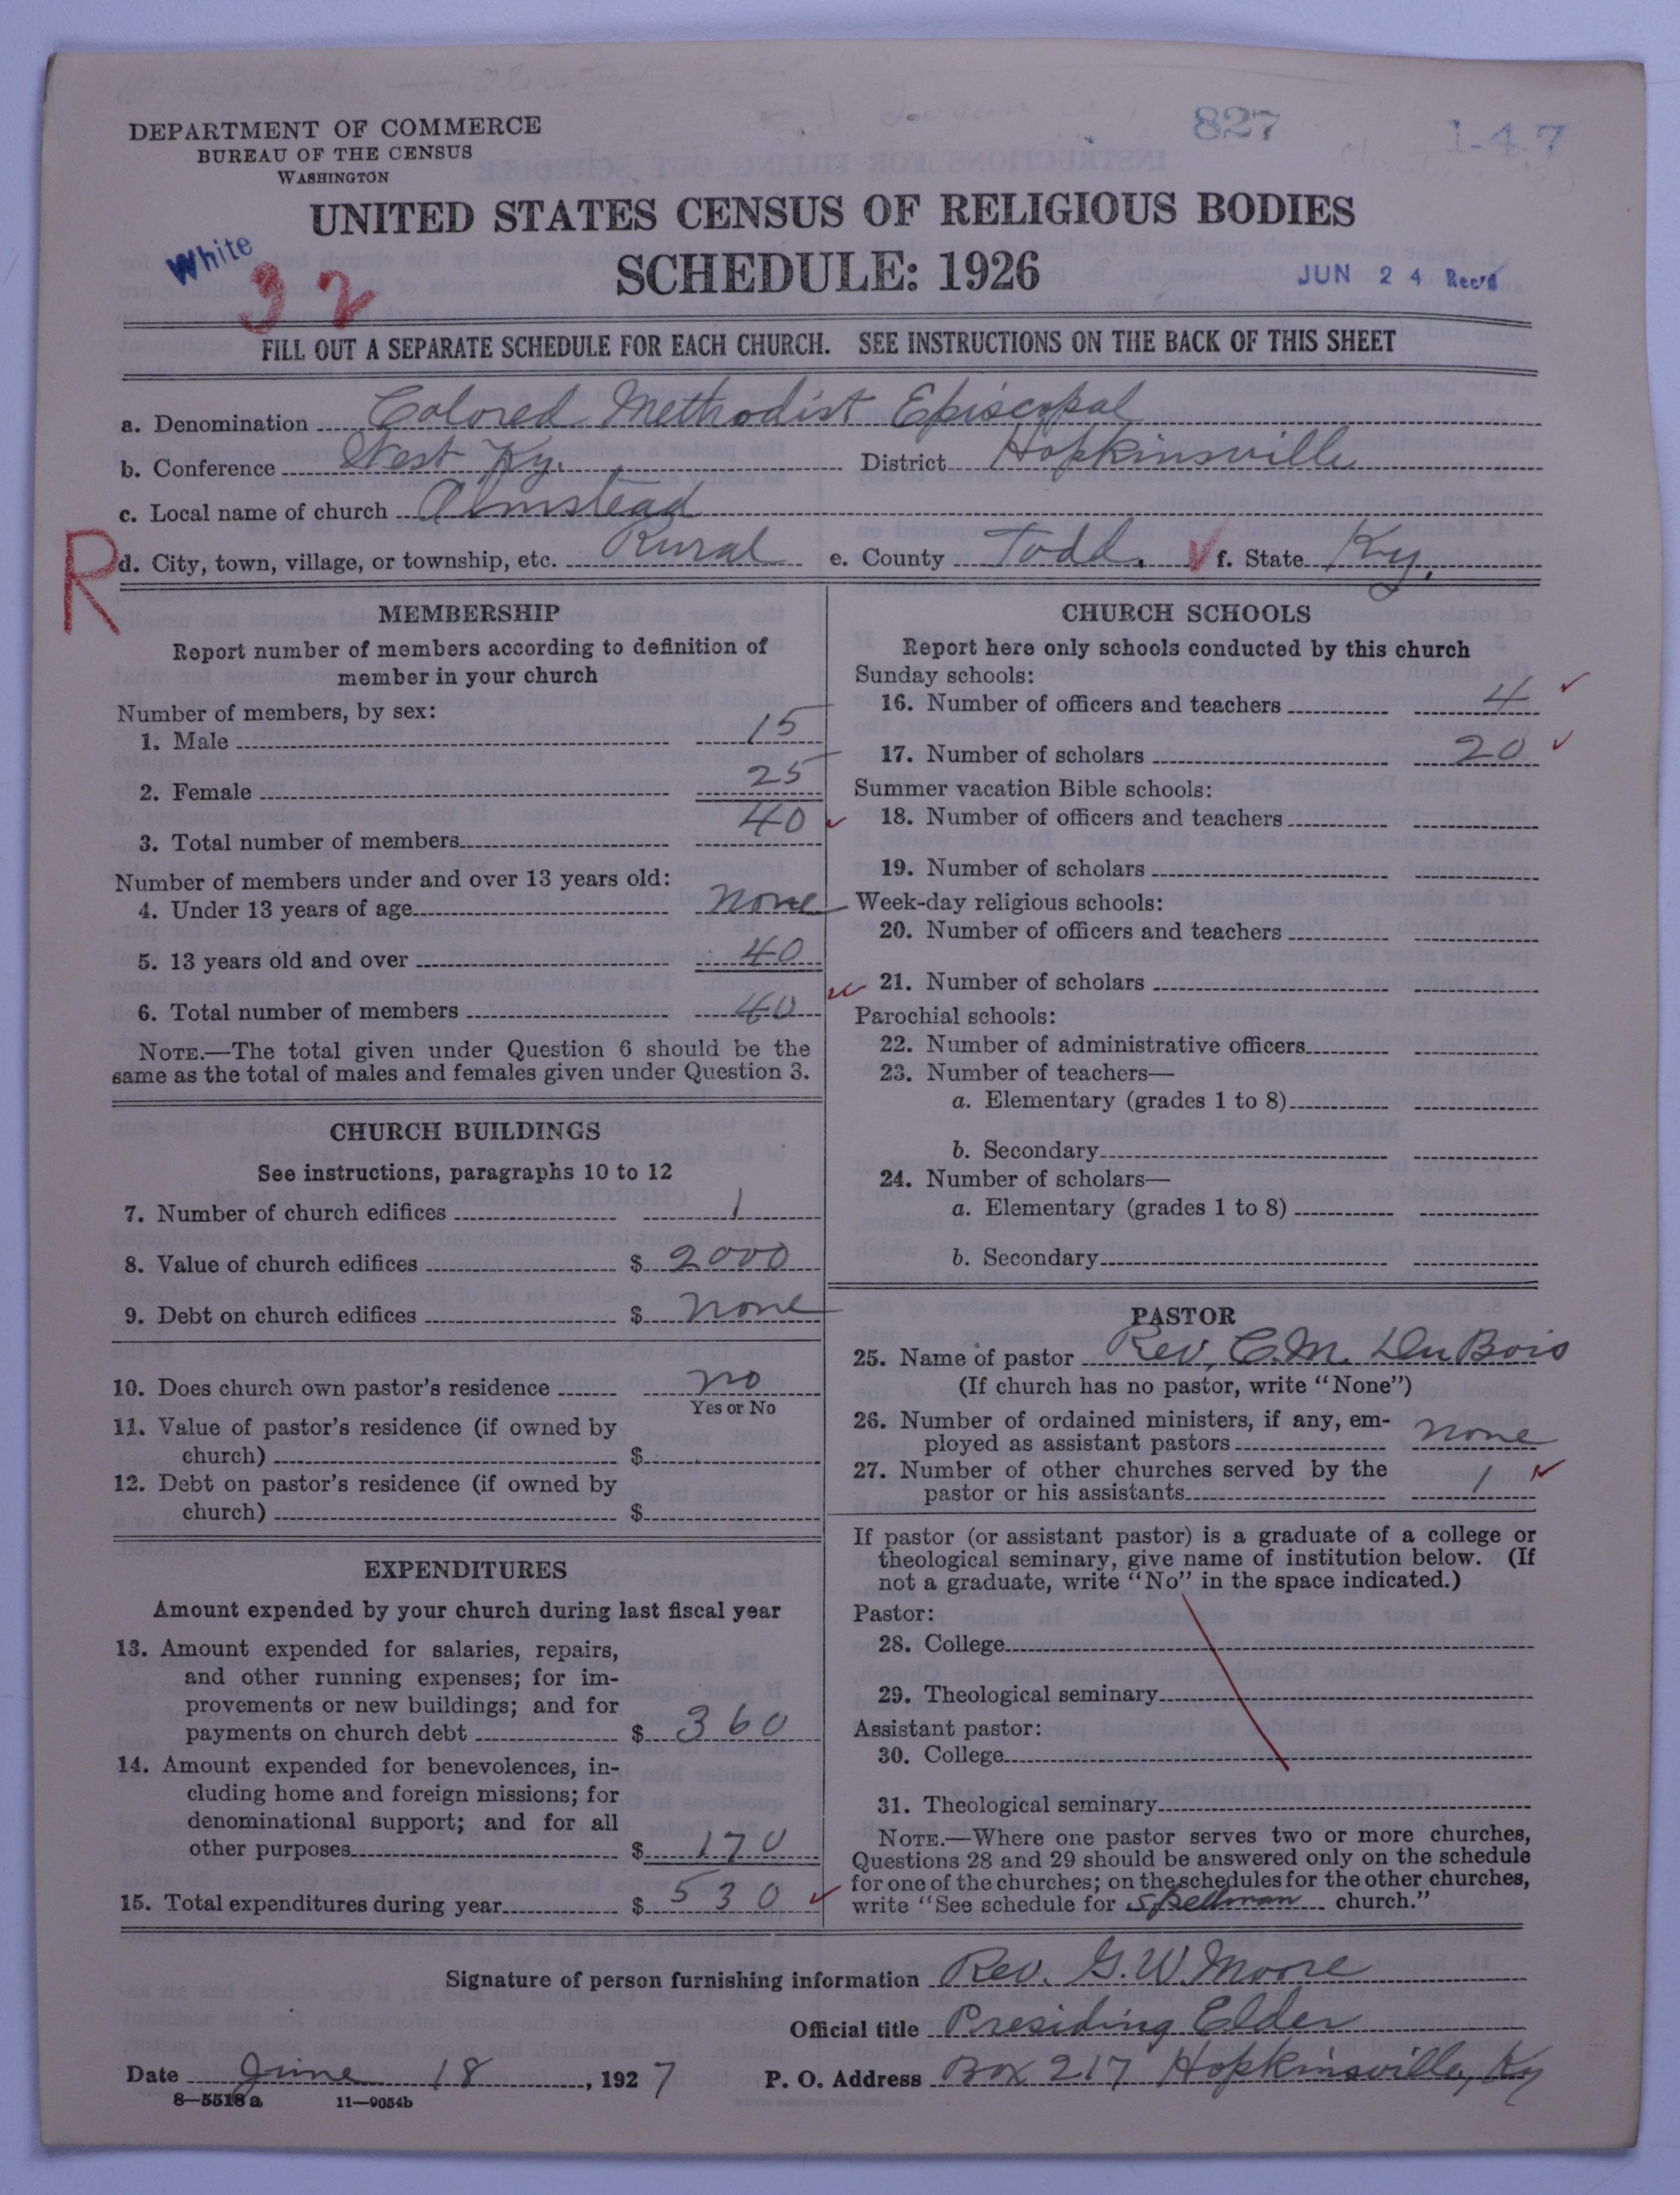 DEPARTMENT OF COMMERCE
BUREAU OF THE CENSUS
WASHINGTON
827
1-4-7
UNITED STATES CENSUS OF RELIGIOUS BODIES
White
32
SCHEDULE: 1926
JUN 24 Rec'd
FILL OUT A SEPARATE SCHEDULE FOR EACH CHURCH. SEE INSTRUCTIONS ON THE BACK OF THIS SHEET
a. Denomination Colored Methodist Episcopal
b. Conference West Ky. District Hopkinsville
c. Local name of church Olmstead
R
d. City, town, village, or township, etc. Rural e. County Todd. f. State Ky.
MEMBERSHIP
Report number of members according to definition of
member in your church
Number of members, by sex:
1. Male 15
2. Female 25
3. Total number of members 40
Number of members under and over 13 years old:
4. Under 13 years of age none
5. 13 years old and over 40
6. Total number of members 40
NOTE.—The total given under Question 6 should be the
same as the total of males and females given under Question 3.
CHURCH BUILDINGS
See instructions, paragraphs 10 to 12
7. Number of church edifices 1
8. Value of church edifices $ 2000
9. Debt on church edifices $ none
10. Does church own pastor's residence no
Yes or No
11. Value of pastor's residence (if owned by
church) $
12. Debt on pastor's residence (if owned by
church) $
EXPENDITURES
Amount expended by your church during last fiscal year
13. Amount expended for salaries, repairs,
and other running expenses; for im-
provements or new buildings; and for
payments on church debt $ 360
14. Amount expended for benevolences, in-
cluding home and foreign missions; for
denominational support; and for all
other purposes $ 170
15. Total expenditures during year $ 530
CHURCH SCHOOLS
Report here only schools conducted by this church
Sunday schools:
16. Number of officers and teachers 4
17. Number of scholars 20
Summer vacation Bible schools:
18. Number of officers and teachers
19. Number of scholars
Week-day religious schools:
20. Number of officers and teachers
21. Number of scholars
Parochial schools:
22. Number of administrative officers
23. Number of teachers—
a. Elementary (grades 1 to 8)
b. Secondary
24. Number of scholars—
a. Elementary (grades 1 to 8)
b. Secondary
PASTOR
25. Name of pastor Rev. C.M. Du Bois
(If church has no pastor, write "None")
26. Number of ordained ministers, if any, em-
ployed as assistant pastors none
27. Number of other churches served by the
pastor or his assistants 1
If pastor (or assistant pastor) is a graduate of a college or
theological seminary, give name of institution below. (If
not a graduate, write "No" in the space indicated.)
Pastor:
28. College
29. Theological seminary
Assistant pastor:
30. College
31. Theological seminary
NOTE.—Where one pastor serves two or more churches,
Questions 28 and 29 should be answered only on the schedule
for one of the churches; on the schedules for the other churches,
write "See schedule for Spellman church."
Signature of person furnishing information Rev. G.W. Moore
Official title Presiding Elder
Date June 18, 1927 P. O. Address Box 217 Hopkinsville, Ky
8—5518 a 11—9054b